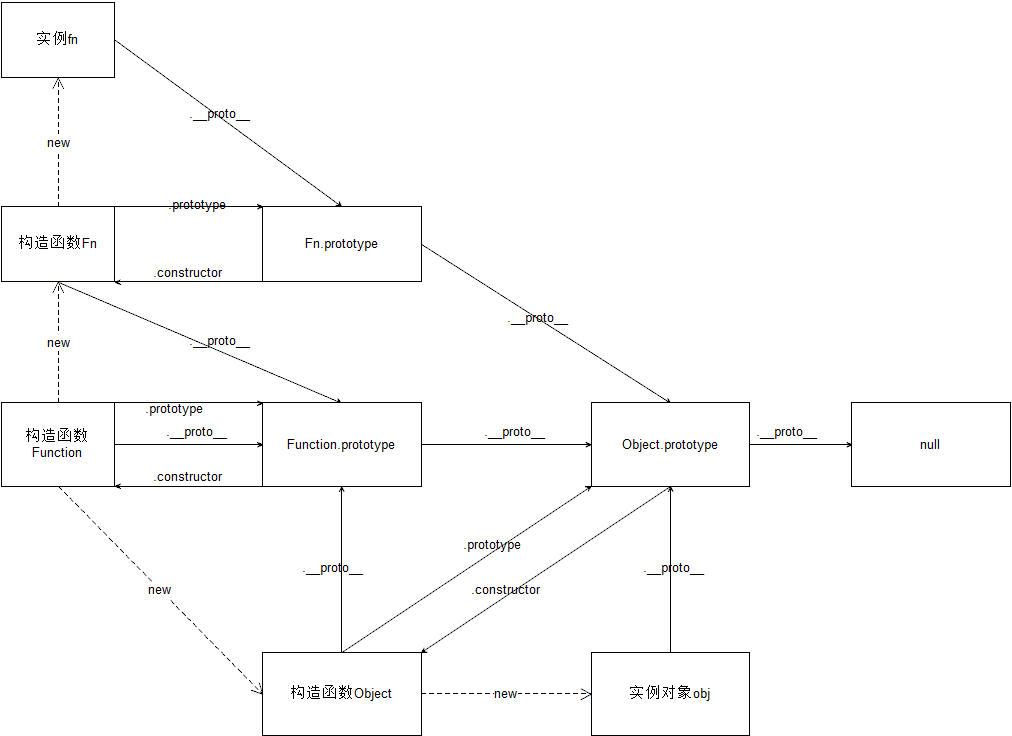 实例fn
.__proto__
new
.prototype
构造函数Fn
Fn.prototype
.constructor
.__proto__
new
.__proto__
.prototype
构造函数
Function
.__proto__
Function.prototype
.__proto__
Object.prototype
.__proto__
null
.constructor
.prototype
.__proto__
.__proto__
new
.constructor
构造函数Object
new
实例对象obj